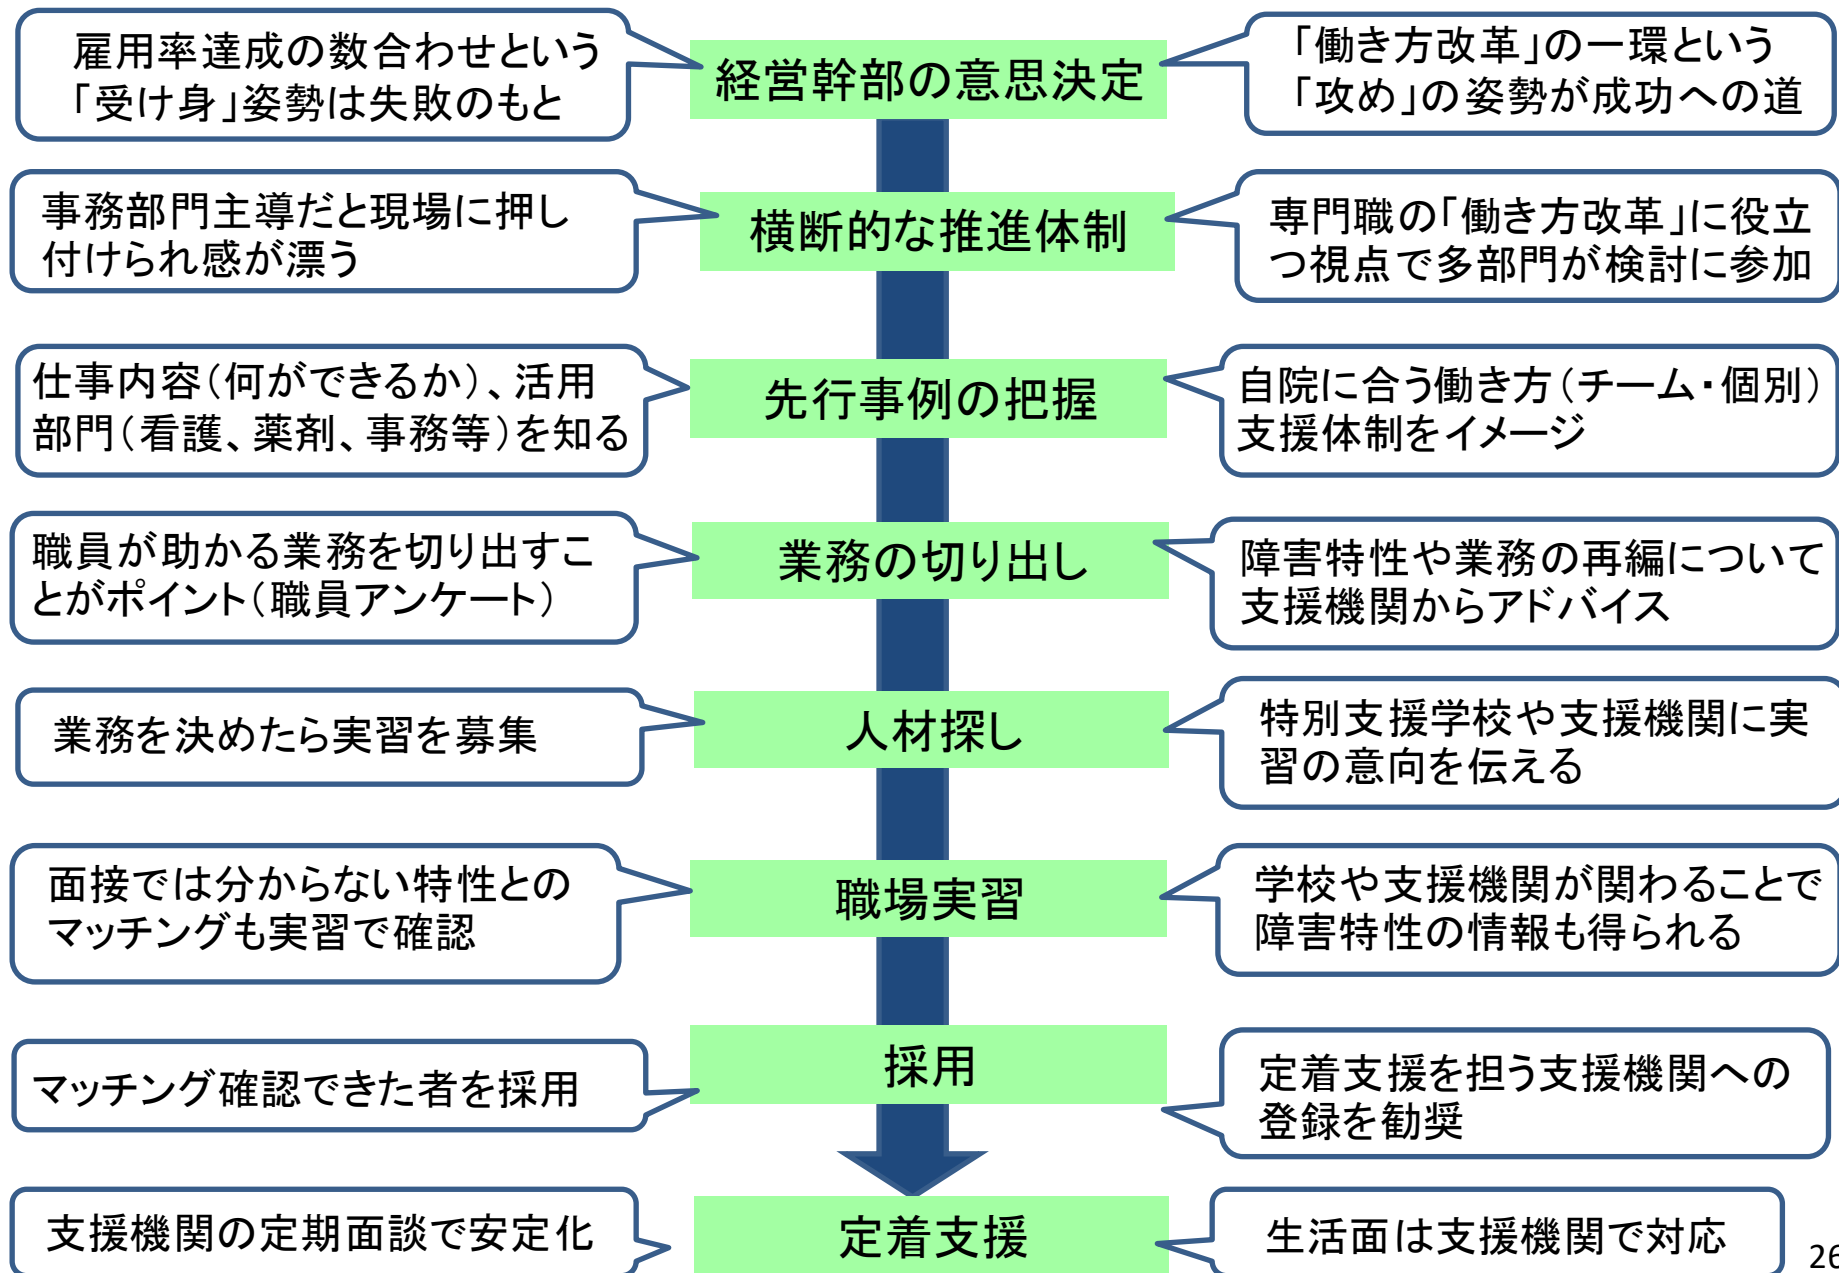 雇用率達成の数合わせという
「受け身」姿勢は失敗のもと
経営幹部の意思決定
「働き方改革」の一環という
「攻め」の姿勢が成功への道
事務部門主導だと現場に押し
付けられ感が漂う
横断的な推進体制
専門職の「働き方改革」に役立
つ視点で多部門が検討に参加
仕事内容(何ができるか)、活用
部門(看護、薬剤、事務等)を知る
先行事例の把握
自院に合う働き方(チーム・個別)
支援体制をイメージ
職員が助かる業務を切り出すこ
とがポイント(職員アンケート)
業務の切り出し
障害特性や業務の再編について
支援機関からアドバイス
業務を決めたら実習を募集
人材探し
特別支援学校や支援機関に実
習の意向を伝える
面接では分からない特性との
マッチングも実習で確認
職場実習
学校や支援機関が関わることで
障害特性の情報も得られる
マッチング確認できた者を採用
採用
定着支援を担う支援機関への
登録を勧奨
支援機関の定期面談で安定化
定着支援
生活面は支援機関で対応
26